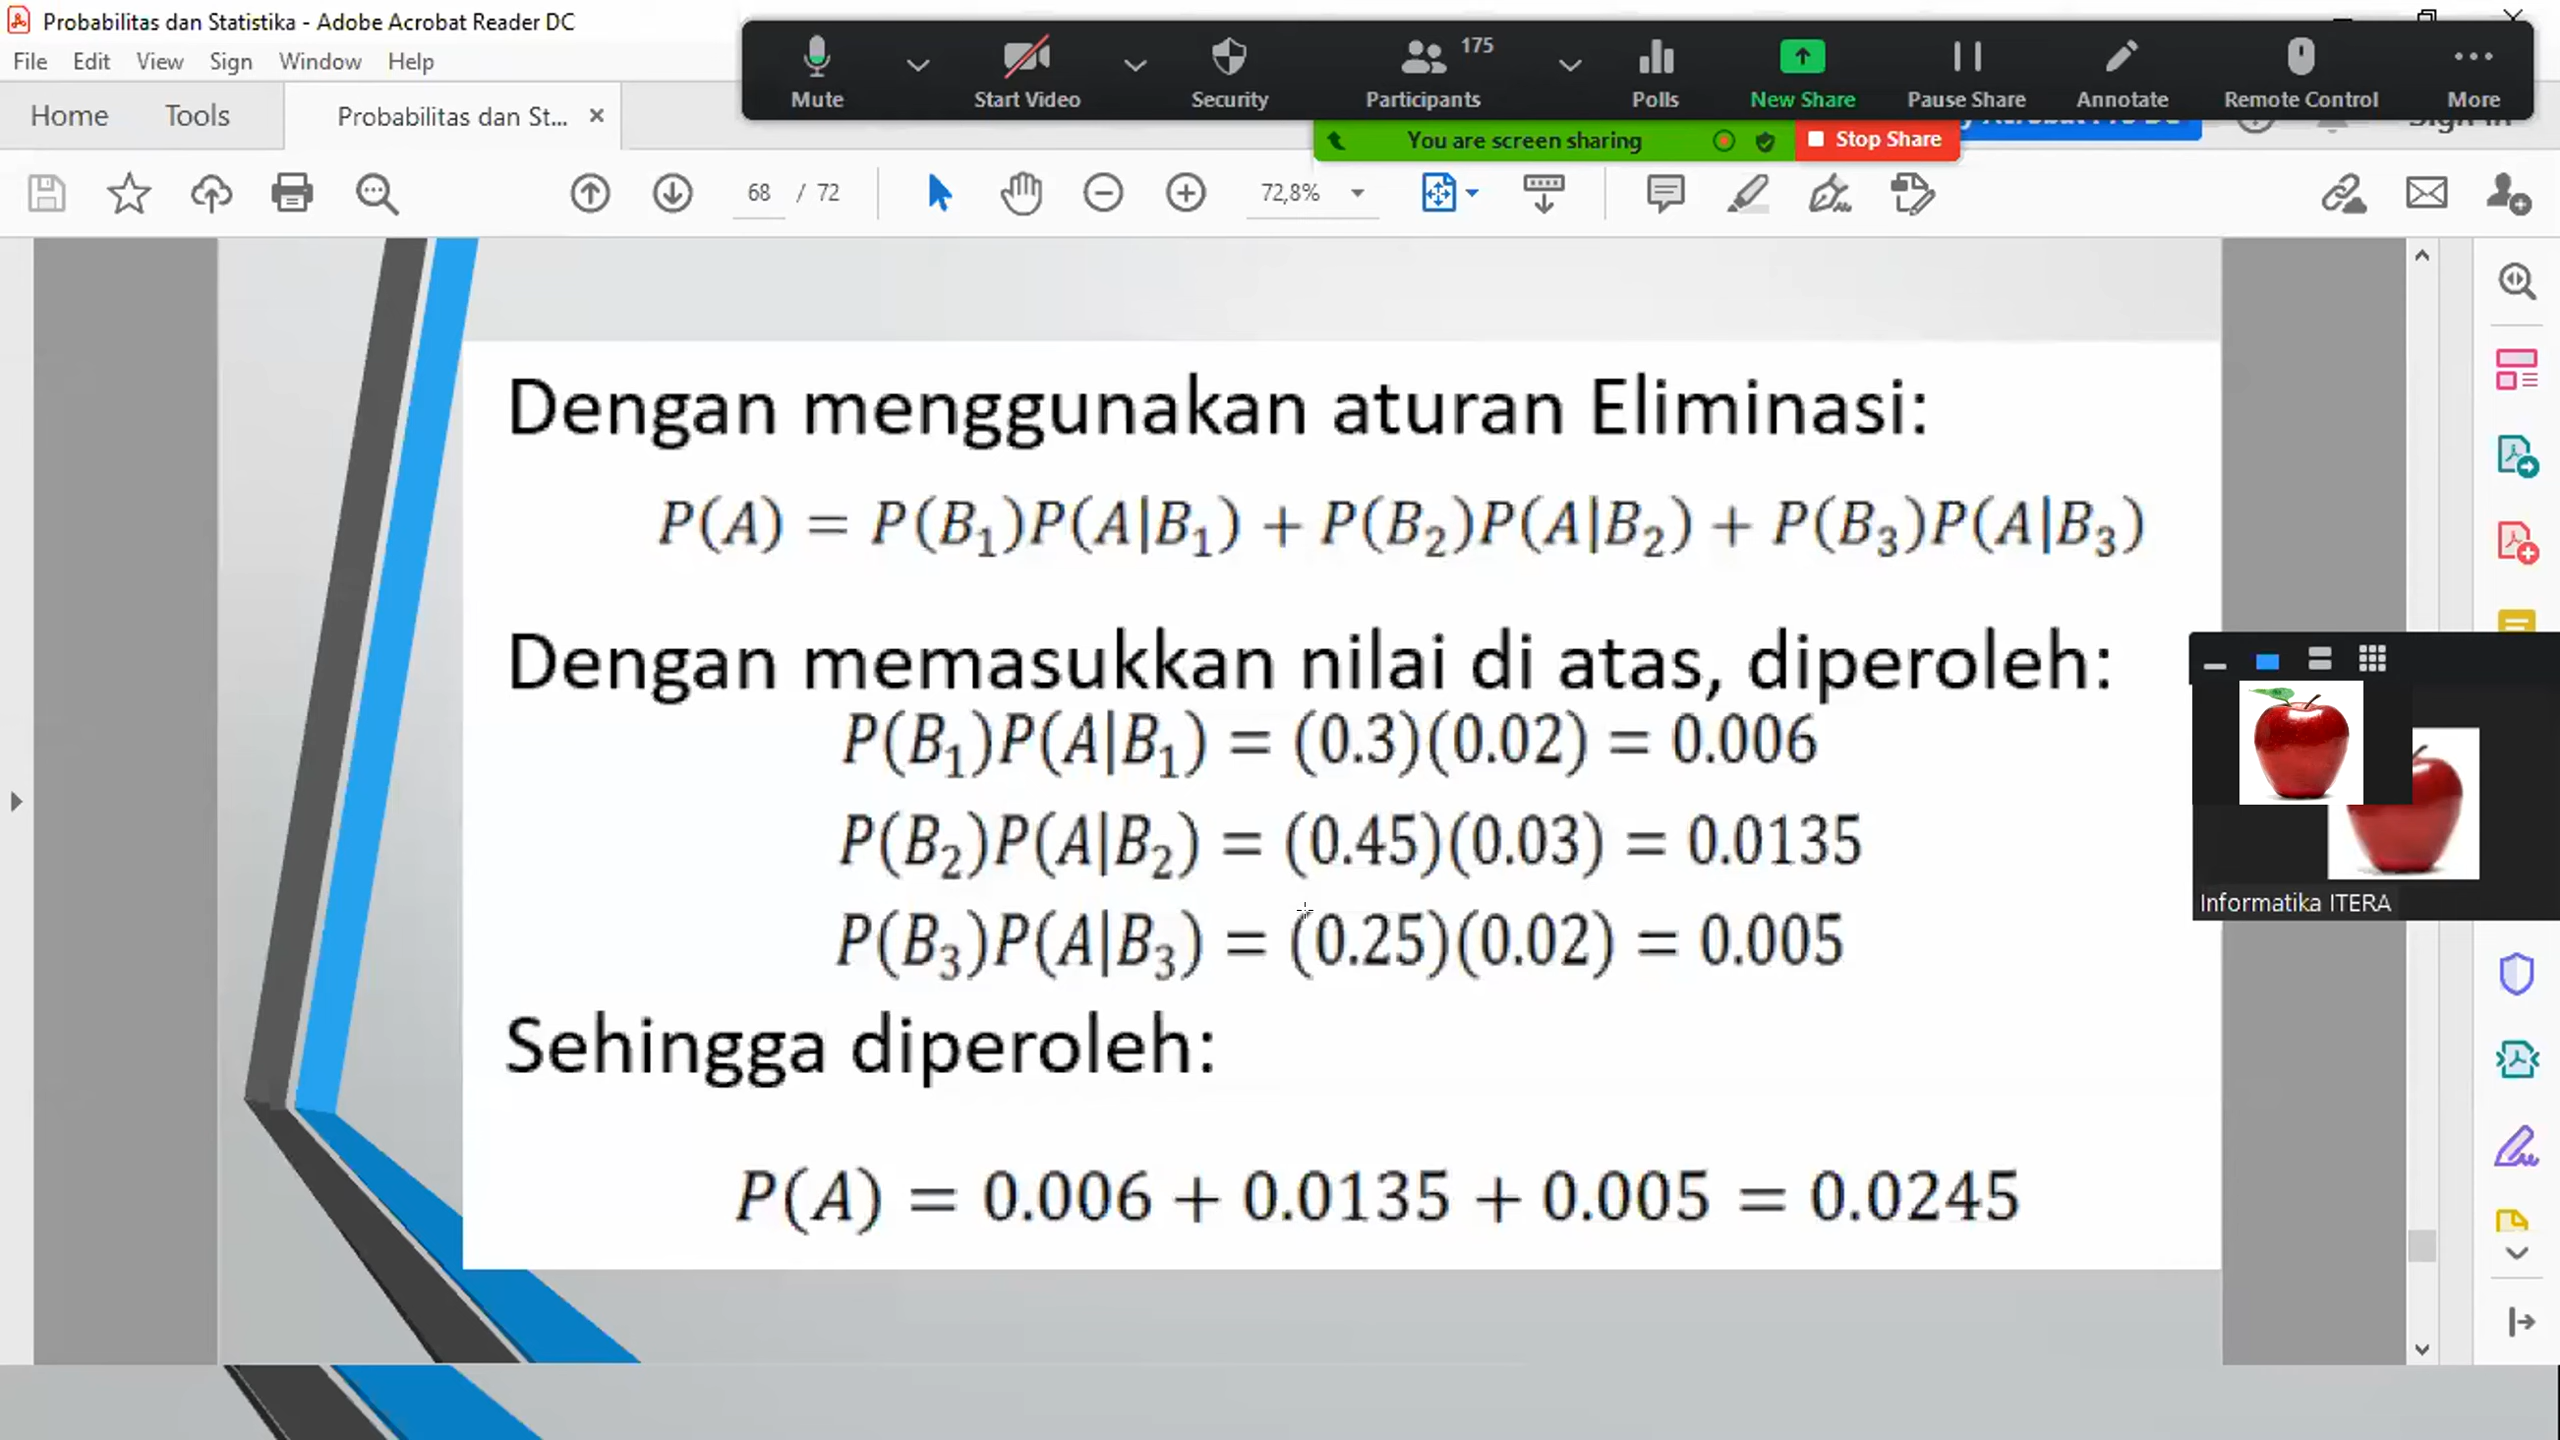 Probabilitas dan Statistika - Adobe Acrobat Reader DC
File Edit View Sign Window Help
175
Mute Start Video Security Participants Polls New Share Pause Share Annotate Remote Control More
Home Tools Probabilitas dan St...
You are screen sharing Stop Share
68 / 72 72,8%
Dengan menggunakan aturan Eliminasi:
P(A) = P(B₁)P(A|B₁) + P(B₂)P(A|B₂) + P(B₃)P(A|B₃)
Dengan memasukkan nilai di atas, diperoleh:
P(B₁)P(A|B₁) = (0.3)(0.02) = 0.006
P(B₂)P(A|B₂) = (0.45)(0.03) = 0.0135
P(B₃)P(A|B₃) = (0.25)(0.02) = 0.005
Informatika ITERA
Sehingga diperoleh:
P(A) = 0.006 + 0.0135 + 0.005 = 0.0245